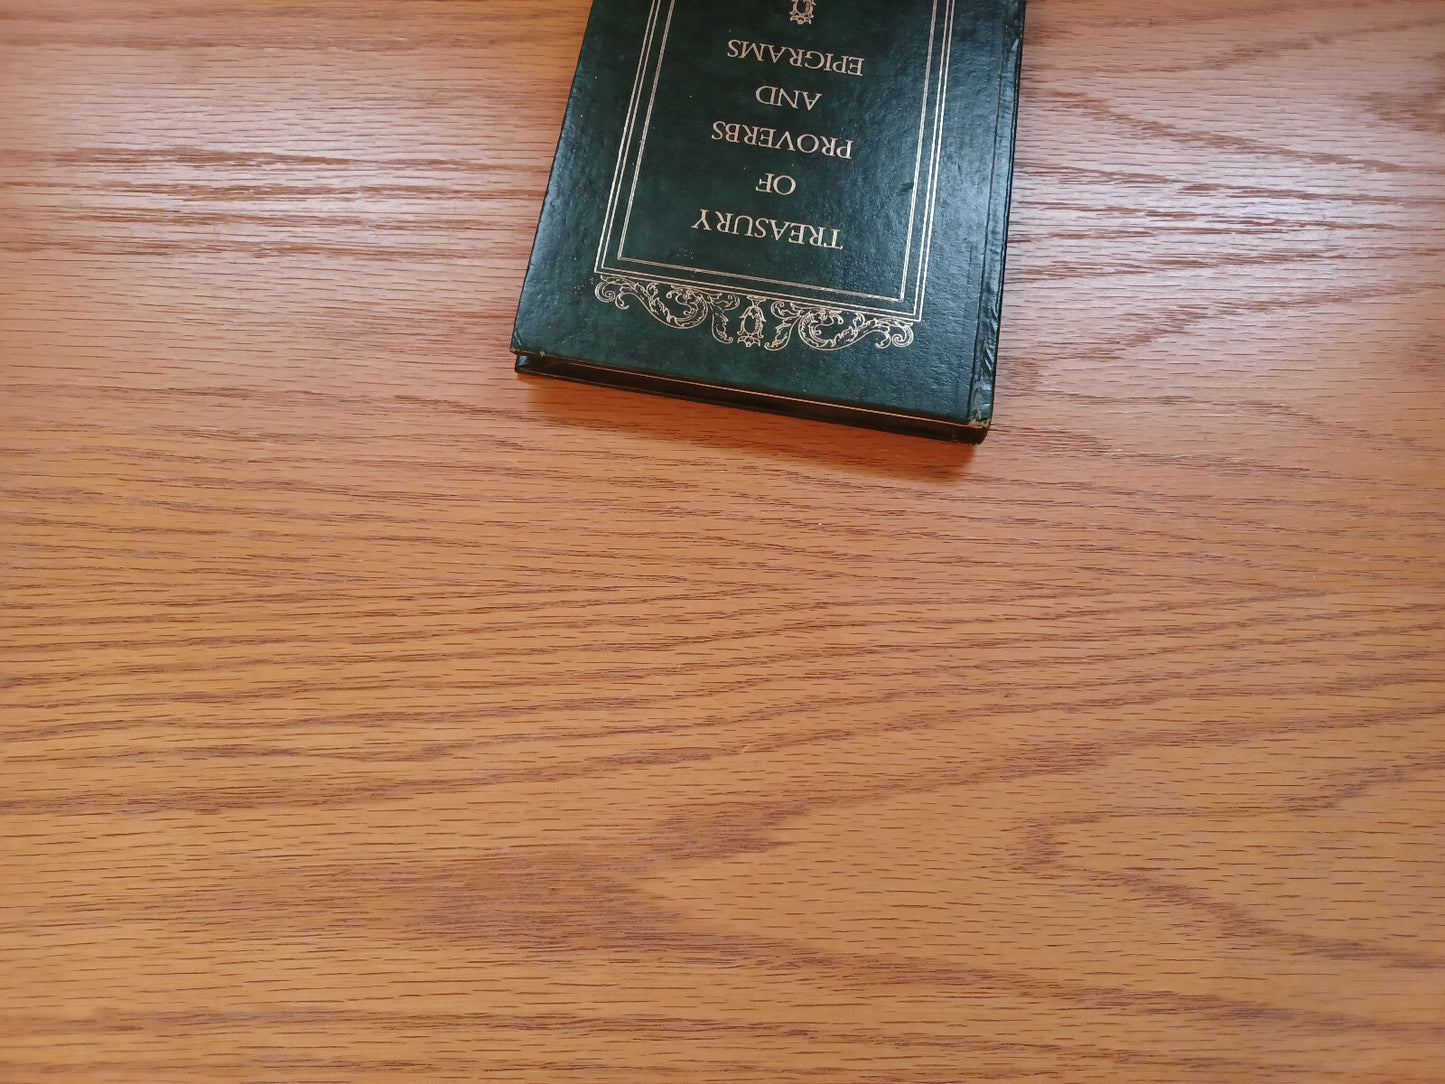 TREASURY
OF
PROVERBS
AND
EPIGRAMS